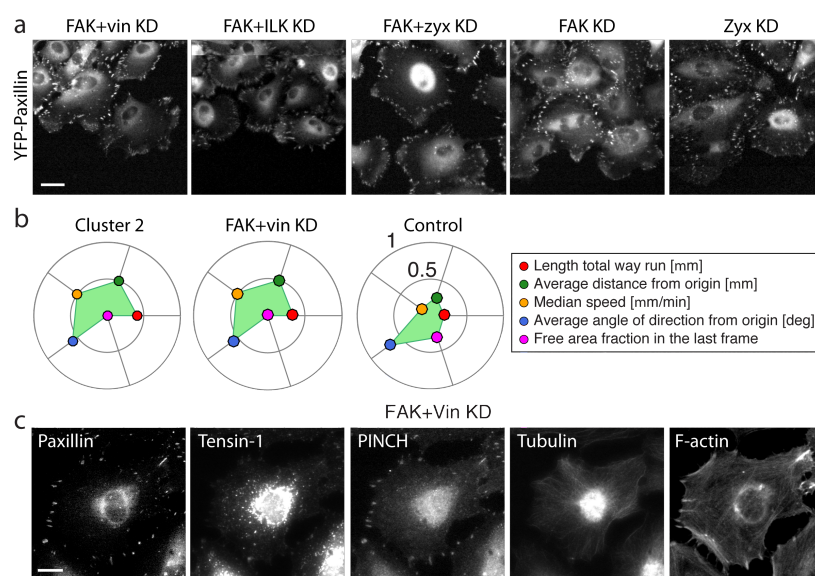 a
FAK+vin KD FAK+ILK KD FAK+zyx KD FAK KD Zyx KD
YFP-Paxillin
b
Cluster 2 FAK+vin KD Control
1
0.5
Length total way run [mm]
Average distance from origin [mm]
Median speed [mm/min]
Average angle of direction from origin [deg]
Free area fraction in the last frame
c
FAK+Vin KD
Paxillin Tensin-1 PINCH Tubulin F-actin